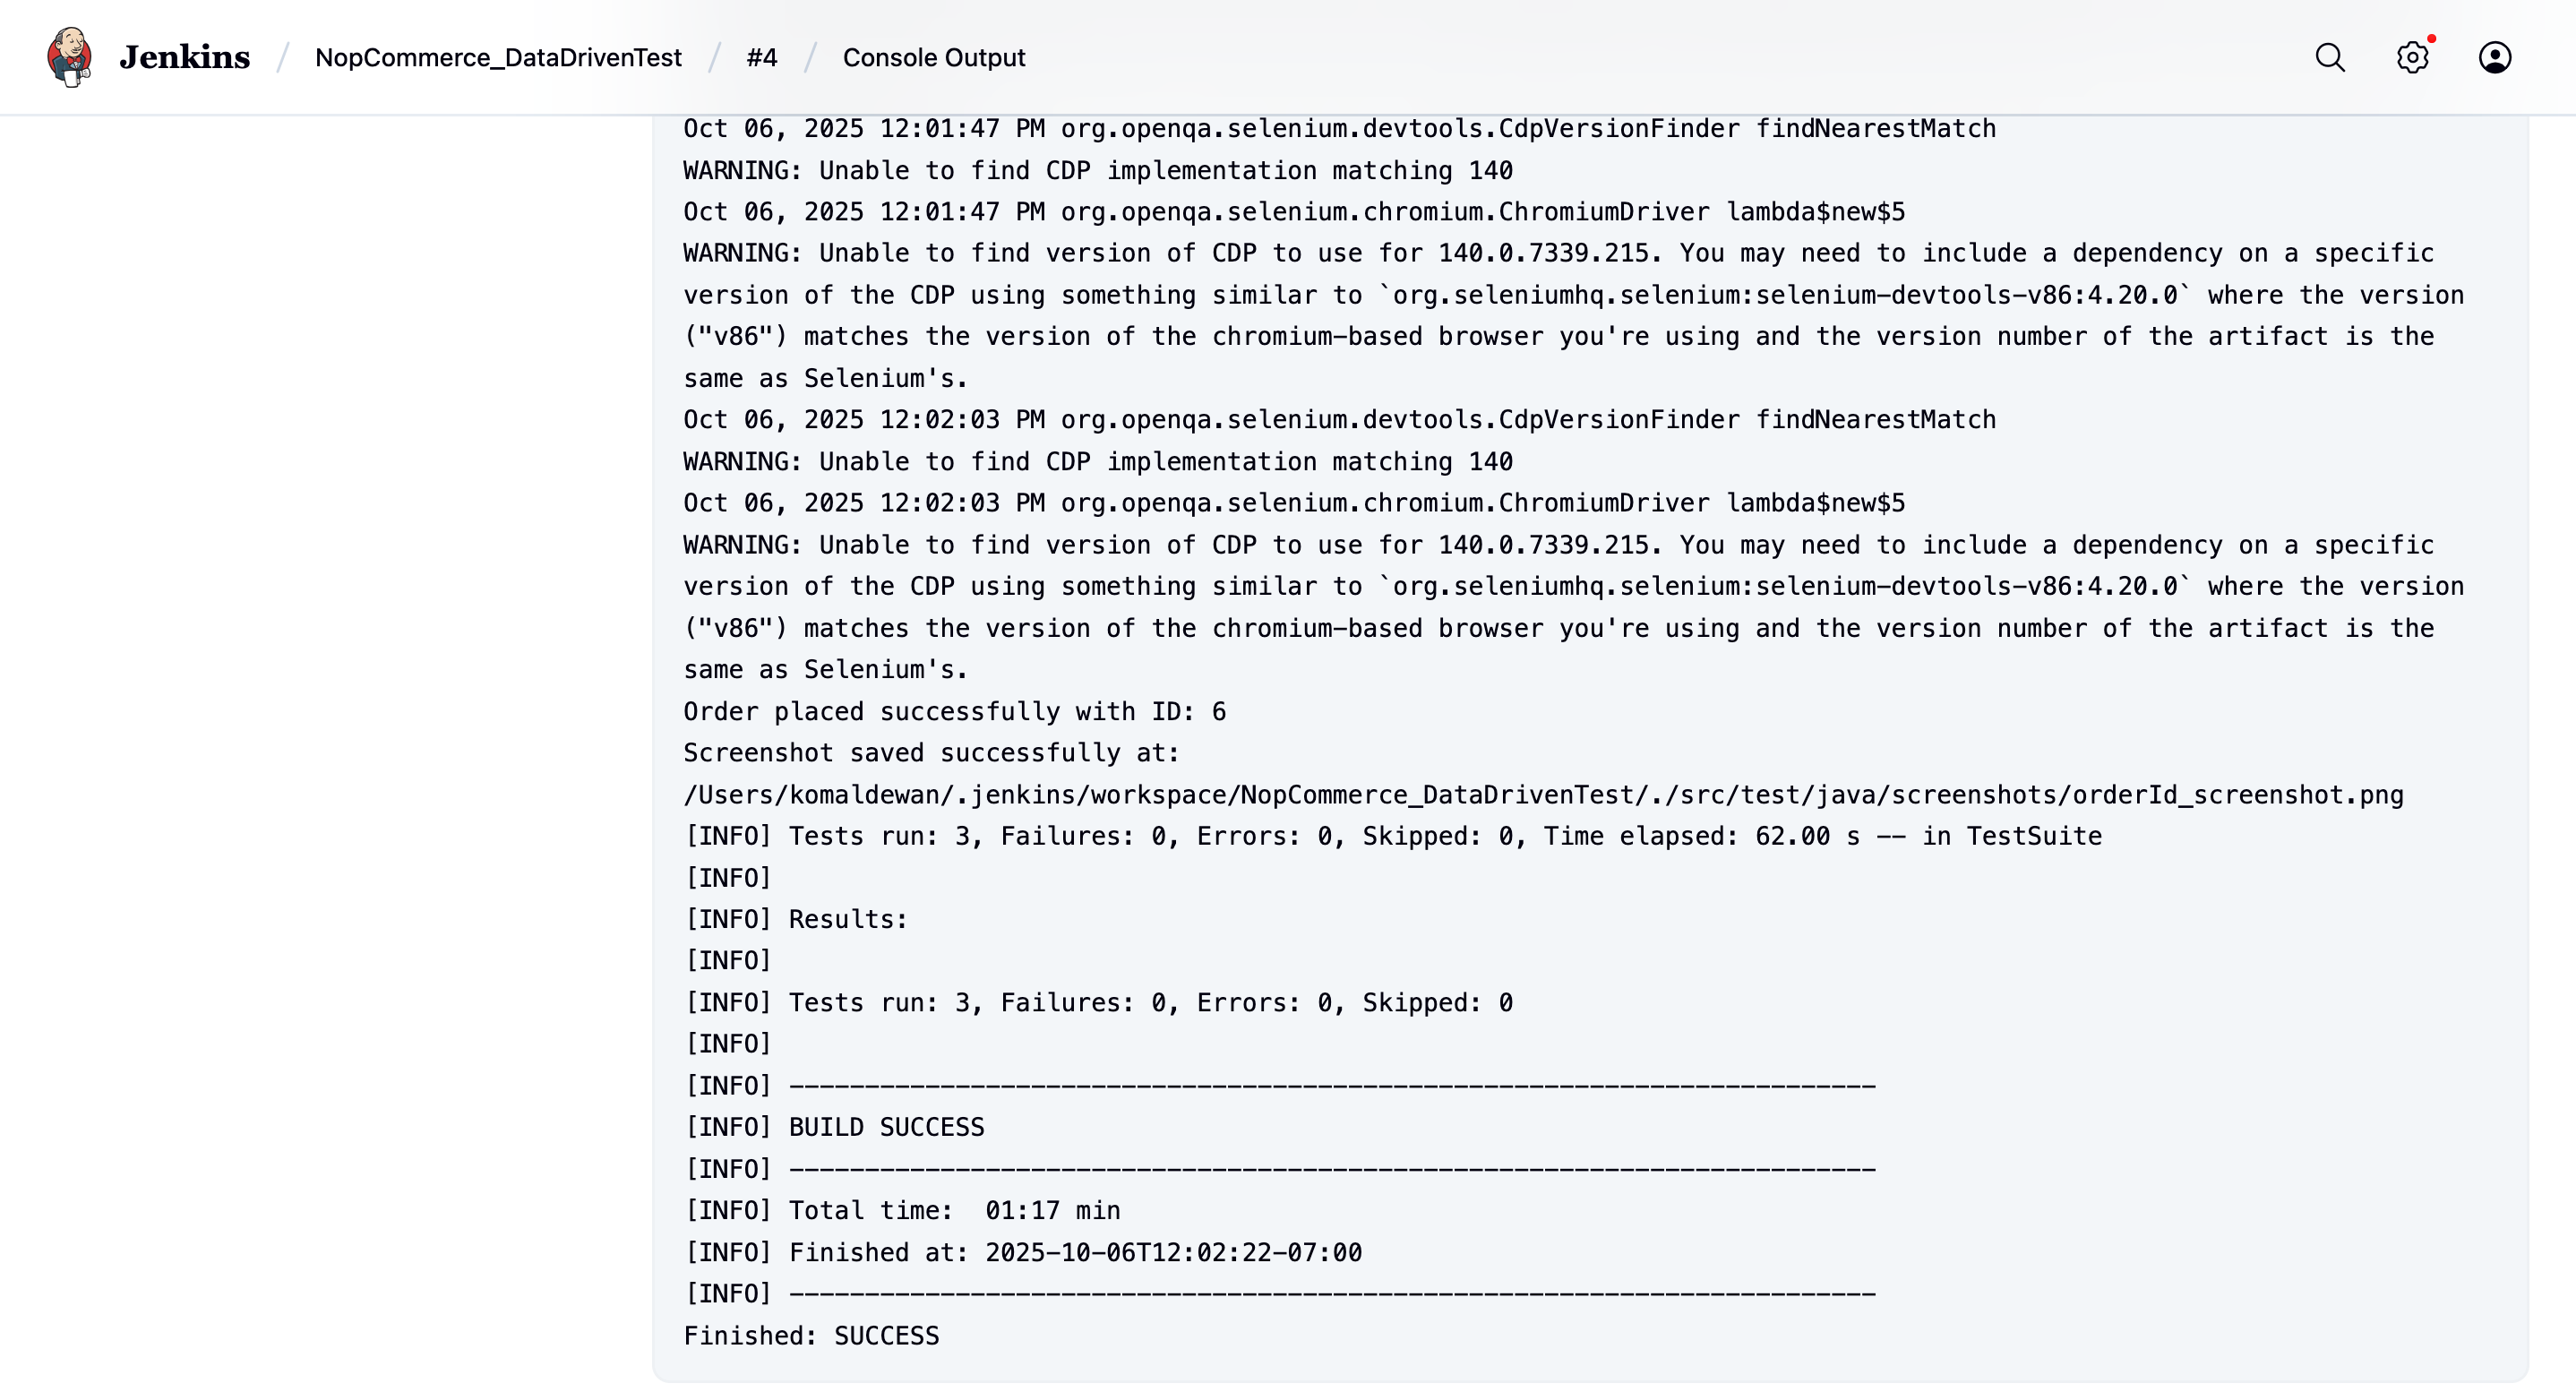 Jenkins / NopCommerce_DataDrivenTest / #4 / Console Output
Oct 06, 2025 12:01:47 PM org.openqa.selenium.devtools.CdpVersionFinder findNearestMatch
WARNING: Unable to find CDP implementation matching 140
Oct 06, 2025 12:01:47 PM org.openqa.selenium.chromium.ChromiumDriver lambda$new$5
WARNING: Unable to find version of CDP to use for 140.0.7339.215. You may need to include a dependency on a specific
version of the CDP using something similar to `org.seleniumhq.selenium:selenium-devtools-v86:4.20.0` where the version
("v86") matches the version of the chromium-based browser you're using and the version number of the artifact is the
same as Selenium's.
Oct 06, 2025 12:02:03 PM org.openqa.selenium.devtools.CdpVersionFinder findNearestMatch
WARNING: Unable to find CDP implementation matching 140
Oct 06, 2025 12:02:03 PM org.openqa.selenium.chromium.ChromiumDriver lambda$new$5
WARNING: Unable to find version of CDP to use for 140.0.7339.215. You may need to include a dependency on a specific
version of the CDP using something similar to `org.seleniumhq.selenium:selenium-devtools-v86:4.20.0` where the version
("v86") matches the version of the chromium-based browser you're using and the version number of the artifact is the
same as Selenium's.
Order placed successfully with ID: 6
Screenshot saved successfully at:
/Users/komaldewan/.jenkins/workspace/NopCommerce_DataDrivenTest/./src/test/java/screenshots/orderId_screenshot.png
[INFO] Tests run: 3, Failures: 0, Errors: 0, Skipped: 0, Time elapsed: 62.00 s -- in TestSuite
[INFO]
[INFO] Results:
[INFO]
[INFO] Tests run: 3, Failures: 0, Errors: 0, Skipped: 0
[INFO]
[INFO] ------------------------------------------------------------------------
[INFO] BUILD SUCCESS
[INFO] ------------------------------------------------------------------------
[INFO] Total time:  01:17 min
[INFO] Finished at: 2025-10-06T12:02:22-07:00
[INFO] ------------------------------------------------------------------------
Finished: SUCCESS